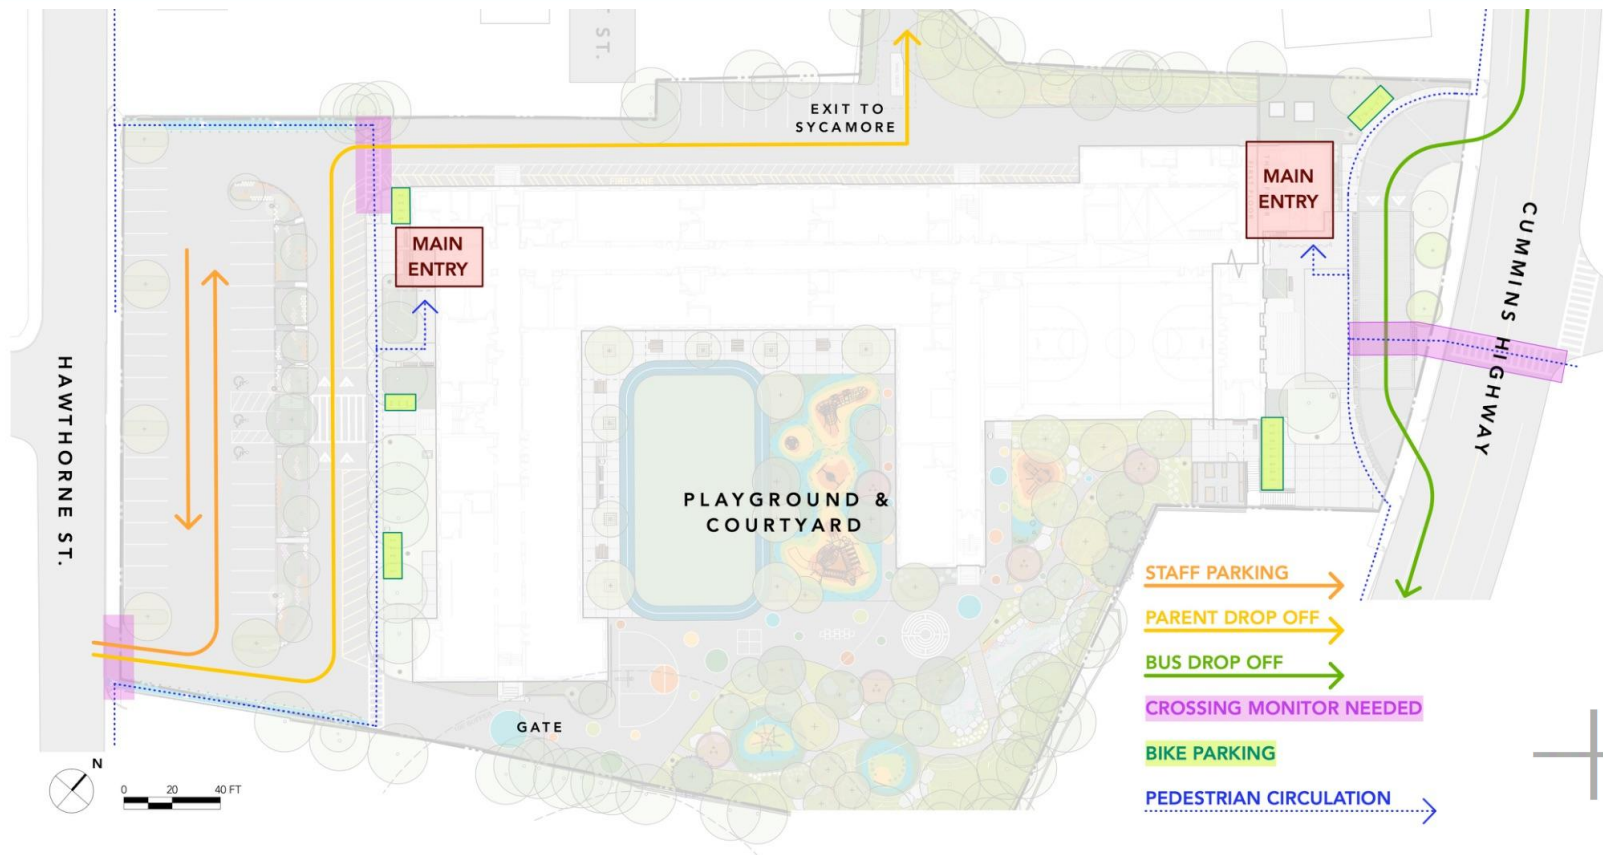 ST.
EXIT TO
SYCAMORE
MAIN
ENTRY
MAIN
ENTRY
HAWTHORNE ST.
CUMMINS HIGHWAY
PLAYGROUND &
COURTYARD
GATE
STAFF PARKING
PARENT DROP OFF
BUS DROP OFF
CROSSING MONITOR NEEDED
BIKE PARKING
PEDESTRIAN CIRCULATION
N
0 20 40 FT